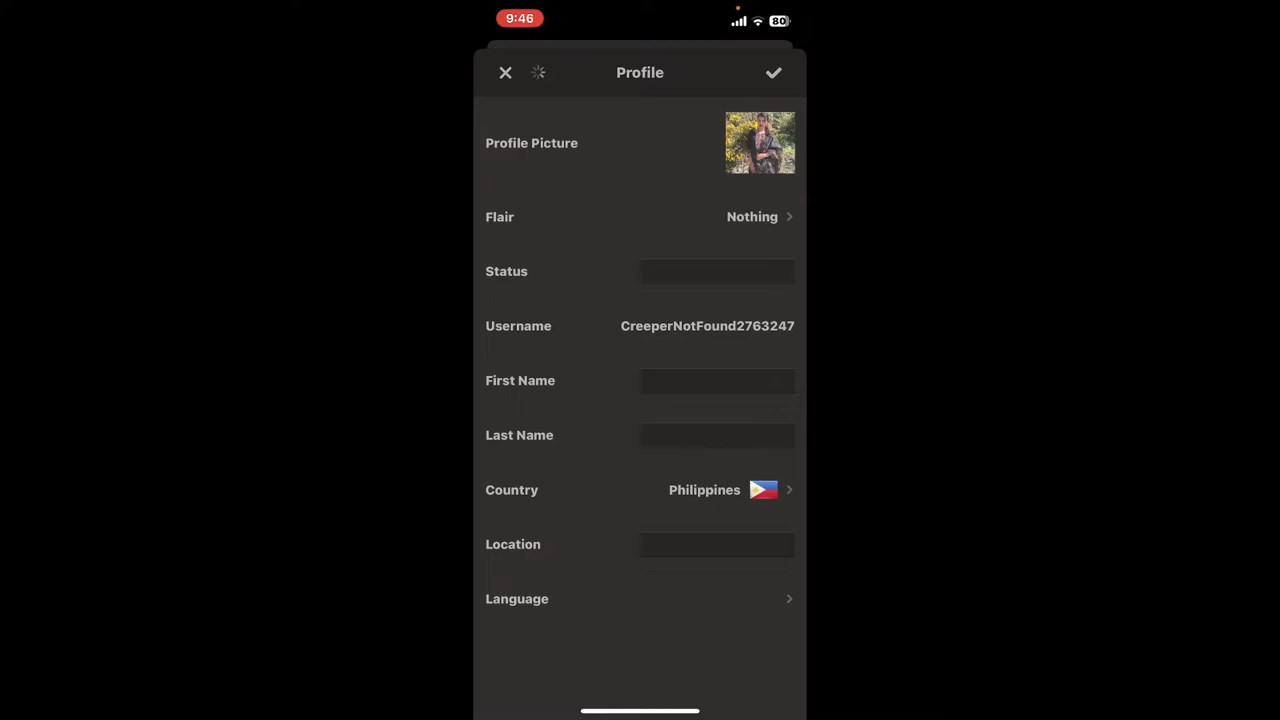 9:46
80
Profile
Profile Picture
Flair Nothing
Status
Username CreeperNotFound2763247
First Name
Last Name
Country Philippines
Location
Language